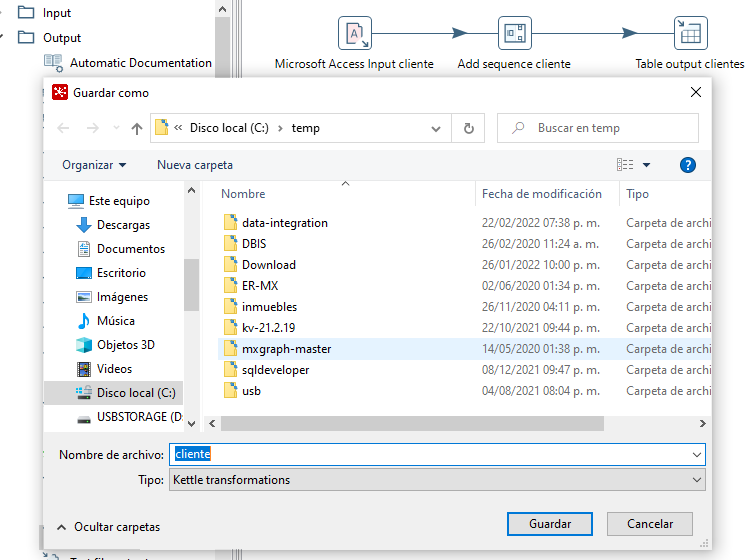 Input
Output
Automatic Documentation
Microsoft Access Input cliente
Add sequence cliente
Table output clientes
Guardar como
« Disco local (C:) › temp
Buscar en temp
Organizar
Nueva carpeta
Este equipo
Descargas
Documentos
Escritorio
Imágenes
Música
Objetos 3D
Videos
Disco local (C:)
USBSTORAGE (D:
Nombre Fecha de modificación Tipo
data-integration 22/02/2022 07:38 p. m. Carpeta de archi
DBIS 26/02/2020 11:24 a. m. Carpeta de archi
Download 26/01/2022 10:00 p. m. Carpeta de archi
ER-MX 02/06/2020 01:34 p. m. Carpeta de archi
inmuebles 26/11/2020 04:11 p. m. Carpeta de archi
kv-21.2.19 22/10/2021 09:44 p. m. Carpeta de archi
mxgraph-master 14/05/2020 01:38 p. m. Carpeta de archi
sqldeveloper 08/12/2021 09:47 p. m. Carpeta de archi
usb 04/08/2021 08:04 p. m. Carpeta de archi
Nombre de archivo: cliente
Tipo: Kettle transformations
Ocultar carpetas
Guardar
Cancelar